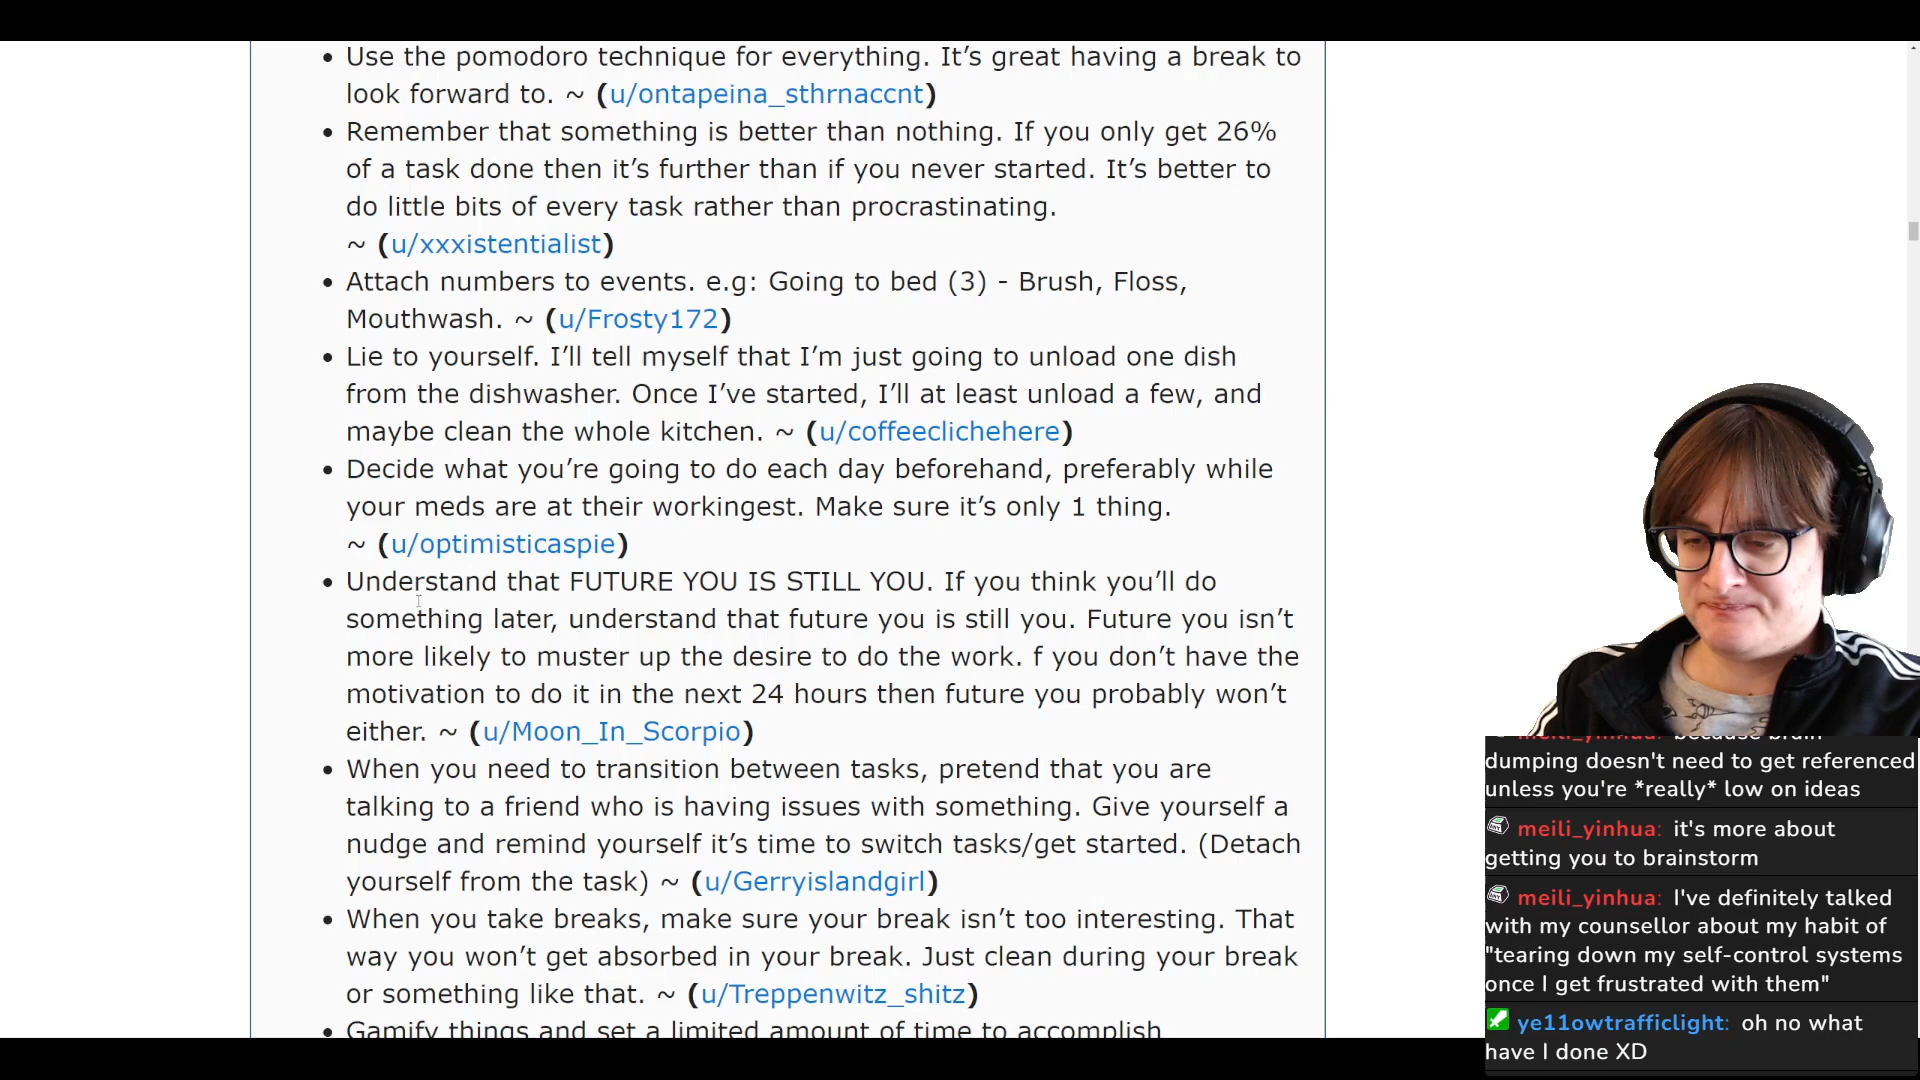 Use the pomodoro technique for everything. It’s great having a break to
look forward to. ~ (u/ontapeina_sthrnaccnt)
Remember that something is better than nothing. If you only get 26%
of a task done then it’s further than if you never started. It’s better to
do little bits of every task rather than procrastinating.
~ (u/xxxistentialist)
Attach numbers to events. e.g: Going to bed (3) - Brush, Floss,
Mouthwash. ~ (u/Frosty172)
Lie to yourself. I’ll tell myself that I’m just going to unload one dish
from the dishwasher. Once I’ve started, I’ll at least unload a few, and
maybe clean the whole kitchen. ~ (u/coffeeclichehere)
Decide what you’re going to do each day beforehand, preferably while
your meds are at their workingest. Make sure it’s only 1 thing.
~ (u/optimisticaspie)
Understand that FUTURE YOU IS STILL YOU. If you think you’ll do
something later, understand that future you is still you. Future you isn’t
more likely to muster up the desire to do the work. f you don’t have the
motivation to do it in the next 24 hours then future you probably won’t
either. ~ (u/Moon_In_Scorpio)
When you need to transition between tasks, pretend that you are
talking to a friend who is having issues with something. Give yourself a
nudge and remind yourself it’s time to switch tasks/get started. (Detach
yourself from the task) ~ (u/Gerryislandgirl)
When you take breaks, make sure your break isn’t too interesting. That
way you won’t get absorbed in your break. Just clean during your break
or something like that. ~ (u/Treppenwitz_shitz)
Gamify things and set a limited amount of time to accomplish
meili_yinhua: because brain
dumping doesn't need to get referenced
unless you're *really* low on ideas
meili_yinhua: it's more about
getting you to brainstorm
meili_yinhua: I've definitely talked
with my counsellor about my habit of
"tearing down my self-control systems
once I get frustrated with them"
ye11owtrafficlight: oh no what
have I done XD